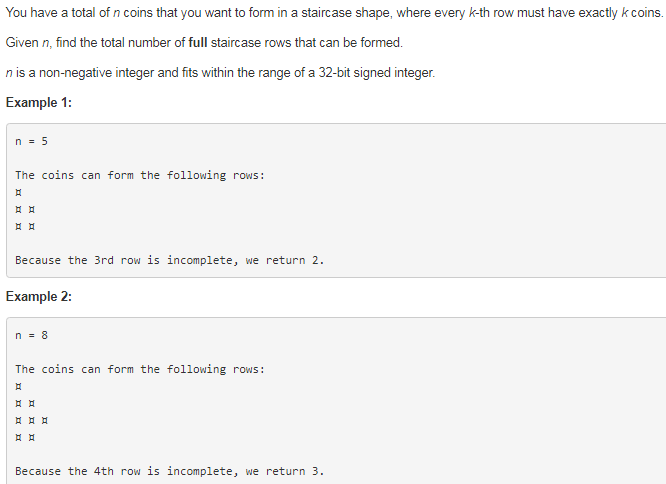 You have a total of n coins that you want to form in a staircase shape, where every k-th row must have exactly k coins.
Given n, find the total number of full staircase rows that can be formed.
n is a non-negative integer and fits within the range of a 32-bit signed integer.
Example 1:
n = 5
The coins can form the following rows:
¤
¤ ¤
¤ ¤
Because the 3rd row is incomplete, we return 2.
Example 2:
n = 8
The coins can form the following rows:
¤
¤ ¤
¤ ¤ ¤
¤ ¤
Because the 4th row is incomplete, we return 3.